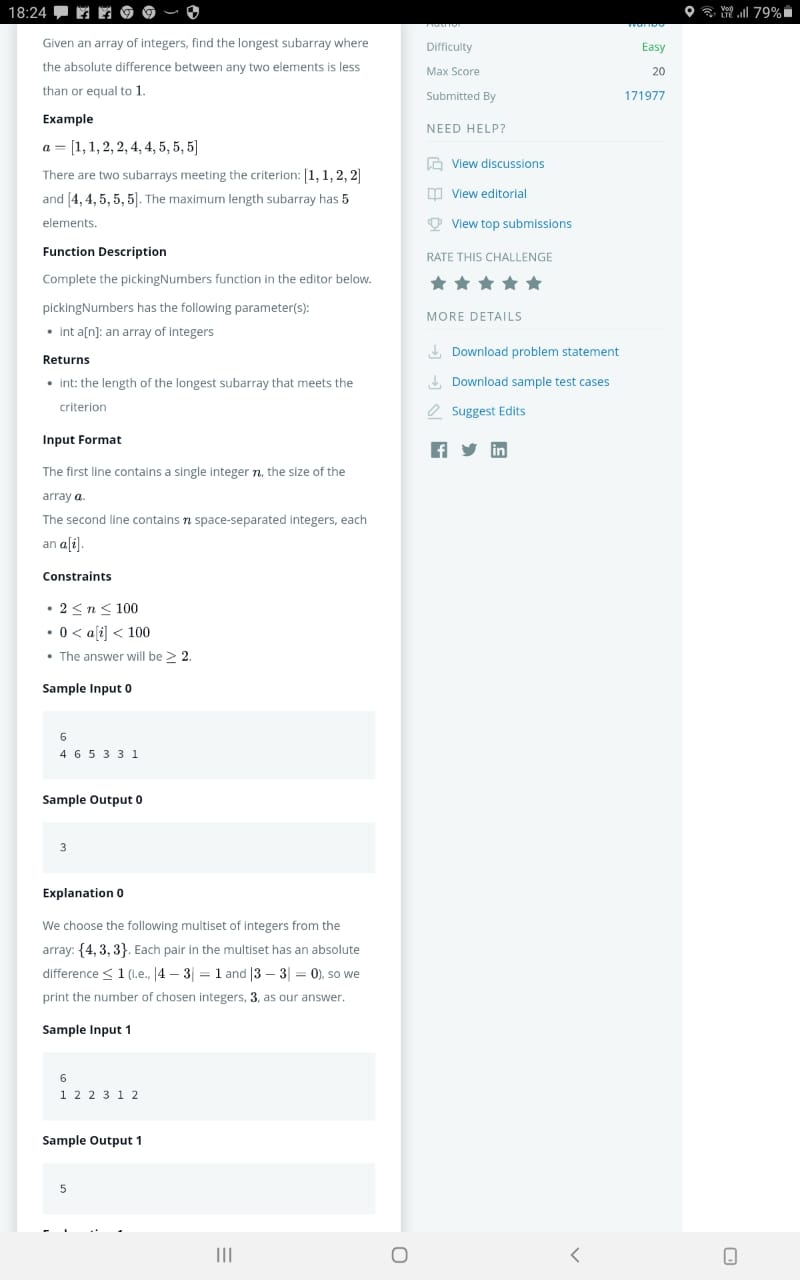 18:24
79%
Given an array of integers, find the longest subarray where
the absolute difference between any two elements is less
than or equal to 1.
Example
a = [1, 1, 2, 2, 4, 4, 5, 5, 5]
There are two subarrays meeting the criterion: [1, 1, 2, 2]
and [4, 4, 5, 5, 5]. The maximum length subarray has 5
elements.
Function Description
Complete the pickingNumbers function in the editor below.
pickingNumbers has the following parameter(s):
• int a[n]: an array of integers
Returns
• int: the length of the longest subarray that meets the
criterion
Input Format
The first line contains a single integer n, the size of the
array a.
The second line contains n space-separated integers, each
an a[i].
Constraints
• 2 ≤ n ≤ 100
• 0 < a[i] < 100
• The answer will be ≥ 2.
Sample Input 0
6
4 6 5 3 3 1
Sample Output 0
3
Explanation 0
We choose the following multiset of integers from the
array: {4, 3, 3}. Each pair in the multiset has an absolute
difference ≤ 1 (i.e., |4 − 3| = 1 and |3 − 3| = 0), so we
print the number of chosen integers, 3, as our answer.
Sample Input 1
6
1 2 2 3 1 2
Sample Output 1
5
Difficulty Easy
Max Score 20
Submitted By 171977
NEED HELP?
View discussions
View editorial
View top submissions
RATE THIS CHALLENGE
MORE DETAILS
Download problem statement
Download sample test cases
Suggest Edits